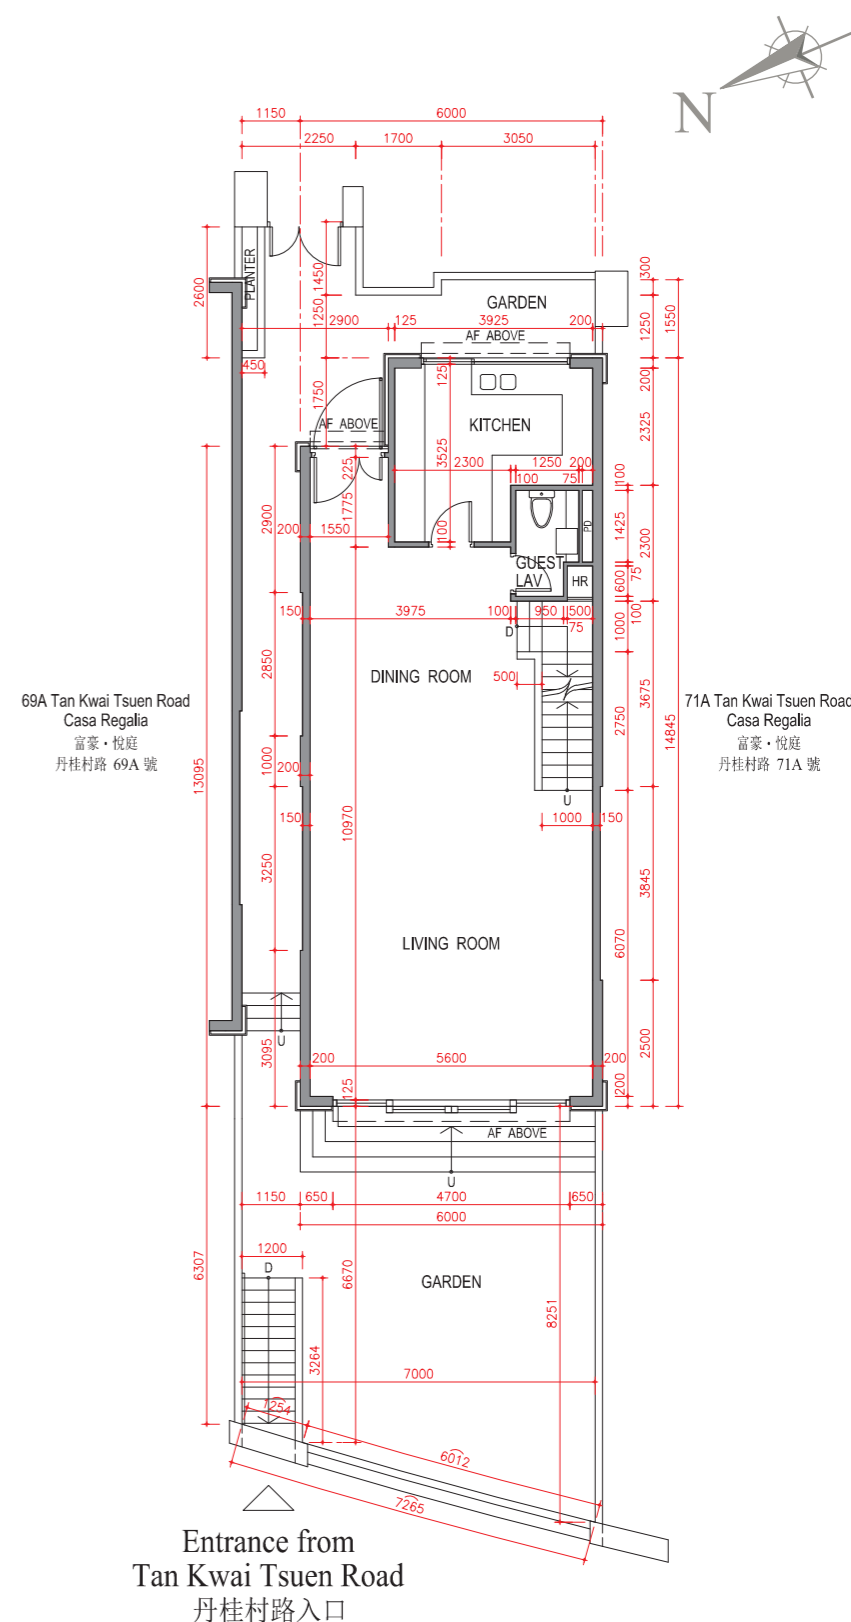 N
1150
6000
2250
1700
3050
PLANTER
2600
450
1450
1250
2900
125
3925
200
GARDEN
AF ABOVE
300
1250
1550
1750
AF ABOVE
125
KITCHEN
3525
2300
1250
200
100
75
200
2325
100
225
1775
100
2900
200
1550
GUEST
LAV
PD
HR
1425
600
75
2300
100
1000
150
3975
100
950
500
75
D
DINING ROOM
500
2850
2750
3675
14845
69A Tan Kwai Tsuen Road
Casa Regalia
富豪・悅庭
丹桂村路 69A 號
71A Tan Kwai Tsuen Road
Casa Regalia
富豪・悅庭
丹桂村路 71A 號
13095
1000
200
150
10970
U
1000
150
3250
3845
6070
LIVING ROOM
U
3095
200
5600
200
125
2500
200
AF ABOVE
U
1150
650
4700
650
6000
6307
1200
D
6670
GARDEN
8251
3264
7000
1254
6012
7265
Entrance from
Tan Kwai Tsuen Road
丹桂村路入口